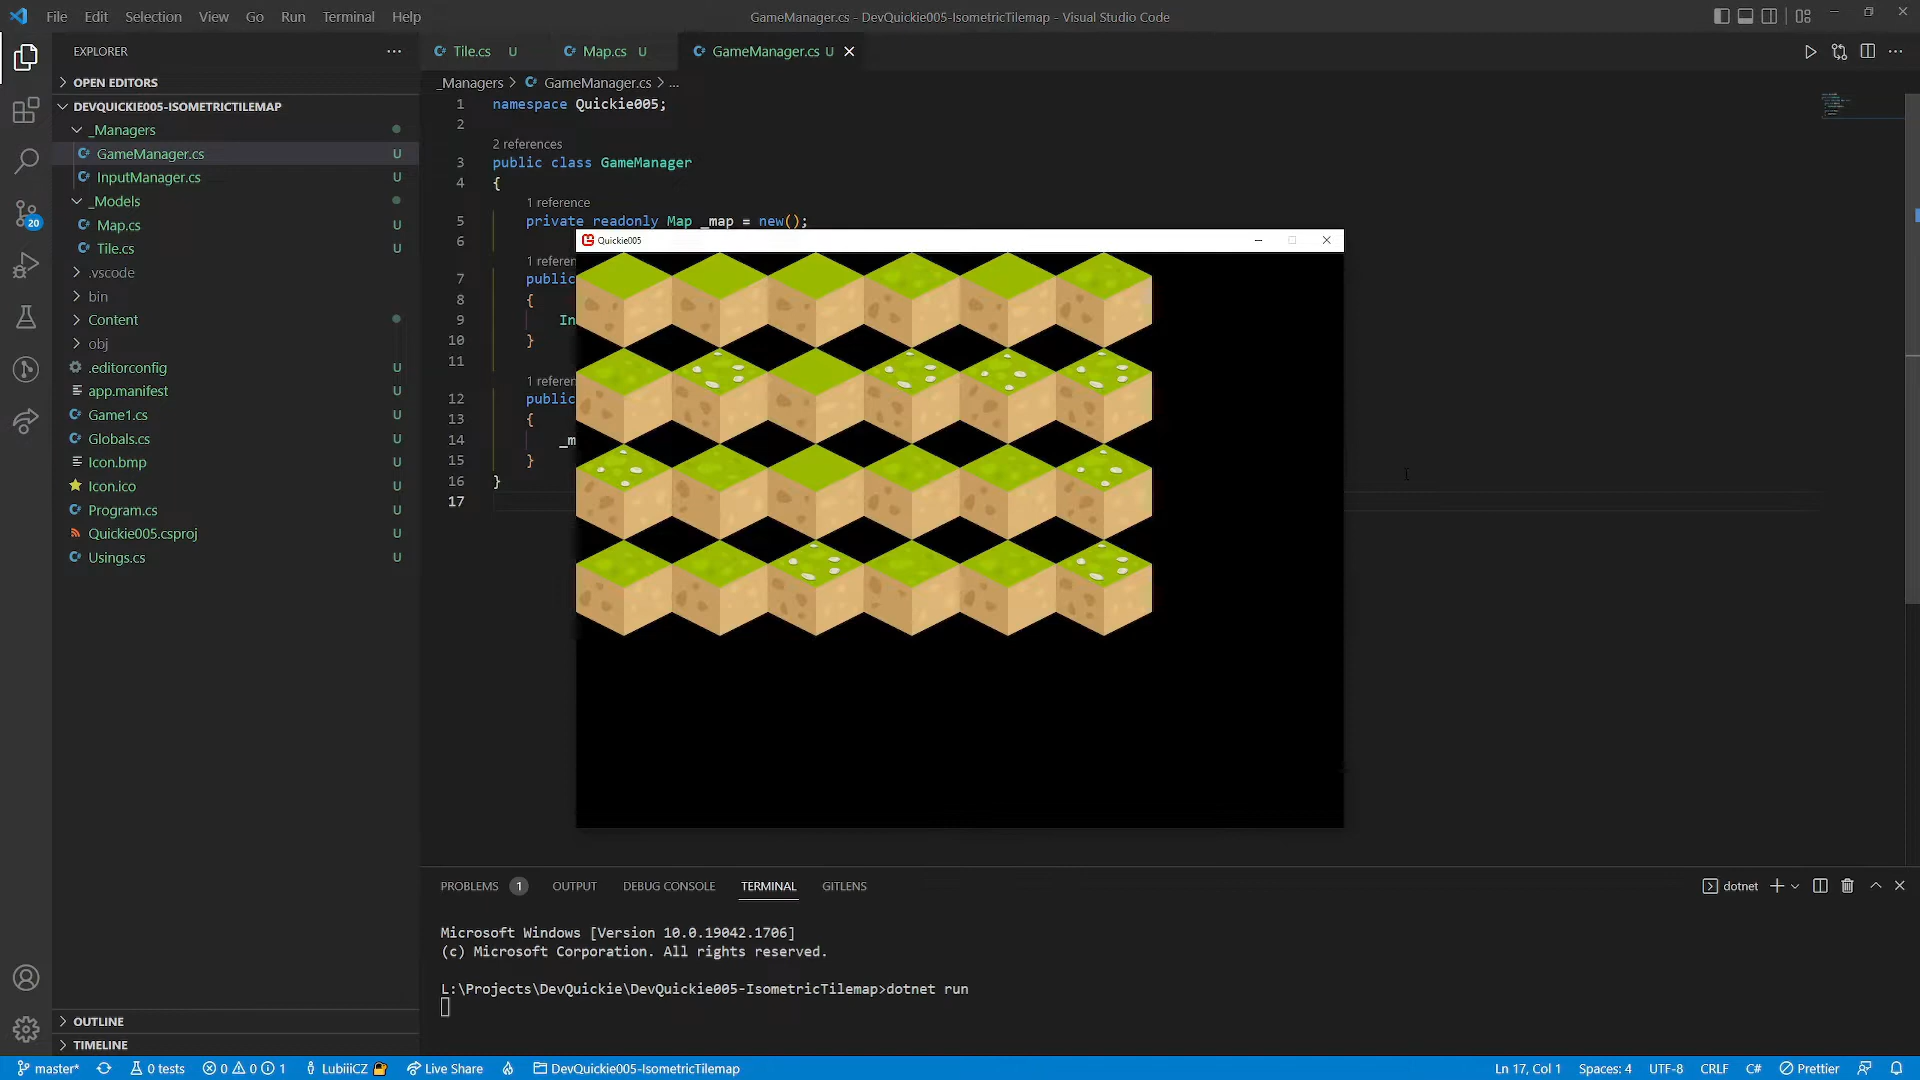 File Edit Selection View Go Run Terminal Help
GameManager.cs - DevQuickie005-IsometricTilemap - Visual Studio Code
EXPLORER
OPEN EDITORS
DEVQUICKIE005-ISOMETRICTILEMAP
_Managers
GameManager.cs U
InputManager.cs U
_Models
Map.cs U
Tile.cs U
.vscode
bin
Content
obj
.editorconfig U
app.manifest U
Game1.cs U
Globals.cs U
Icon.bmp U
Icon.ico U
Program.cs U
Quickie005.csproj U
Usings.cs U
OUTLINE
TIMELINE
20
Tile.cs U Map.cs U GameManager.cs U
_Managers > GameManager.cs > ...
1 namespace Quickie005;
2
2 references
3 public class GameManager
4 {
1 reference
5 private readonly Map _map = new();
6
1 referen
7 public
8 {
9 In
10 }
11
1 referen
12 public
13 {
14 _m
15 }
16 }
17
Quickie005
PROBLEMS 1 OUTPUT DEBUG CONSOLE TERMINAL GITLENS
dotnet
Microsoft Windows [Version 10.0.19042.1706]
(c) Microsoft Corporation. All rights reserved.
L:\Projects\DevQuickie\DevQuickie005-IsometricTilemap>dotnet run
master* 0 tests 0 0 1 LubiiiCZ Live Share DevQuickie005-IsometricTilemap
Ln 17, Col 1 Spaces: 4 UTF-8 CRLF C# Prettier